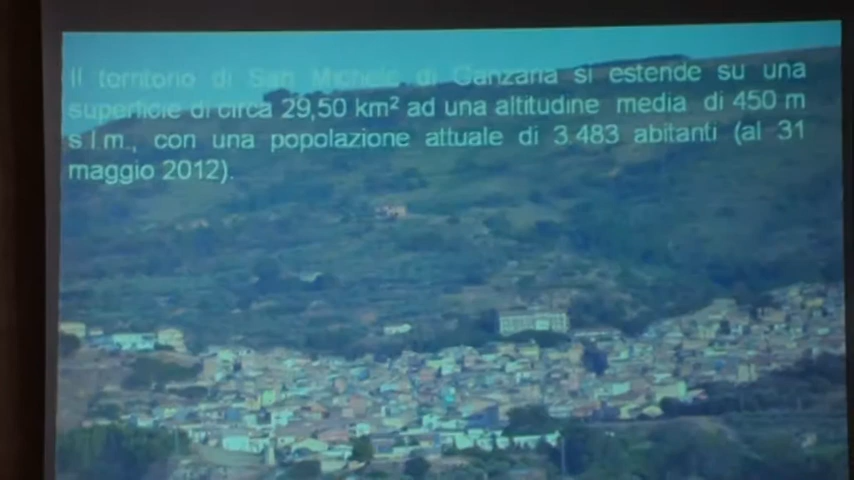 Il territorio di San Michele di Ganzaria si estende su una
superficie di circa 29,50 km² ad una altitudine media di 450 m
s.l.m., con una popolazione attuale di 3.483 abitanti (al 31
maggio 2012).